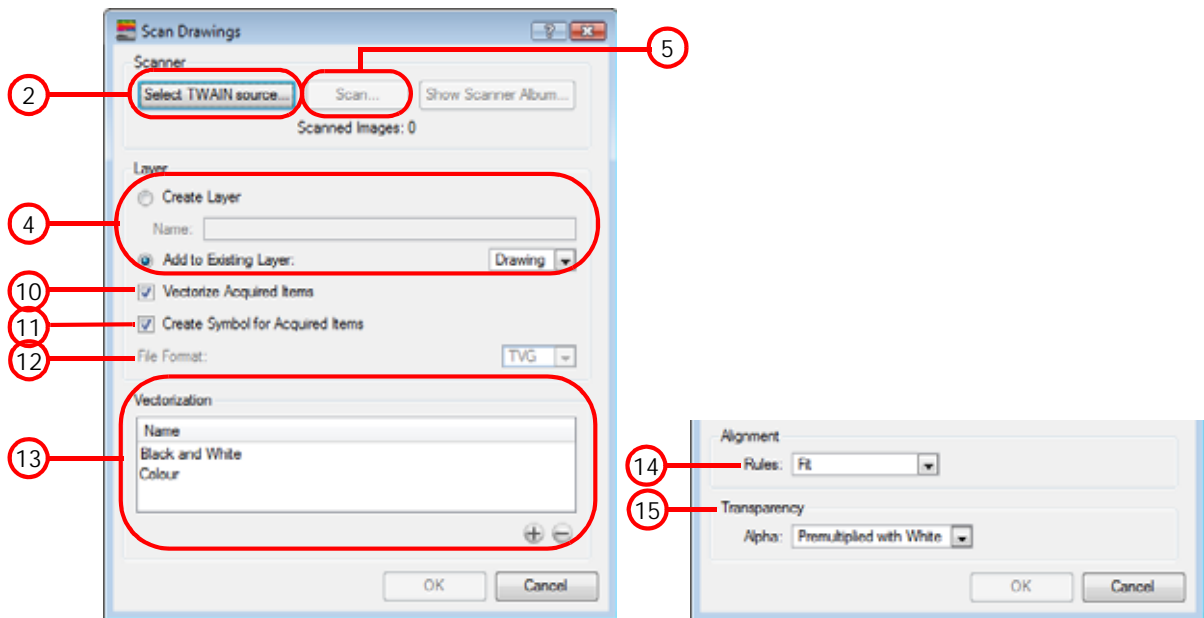 Scan Drawings
5
Scanner
2
Select TWAIN source...
Scan...
Show Scanner Album...
Scanned Images: 0
Layer
Create Layer
4
Name:
Add to Existing Layer:
Drawing
10
Vectorize Acquired Items
11
Create Symbol for Acquired Items
12
File Format:
TVG
Vectorization
Name
Black and White
13
Colour
OK
Cancel
Alignment
14
Rules:
Fit
15
Transparency
Alpha:
Premultiplied with White
OK
Cancel